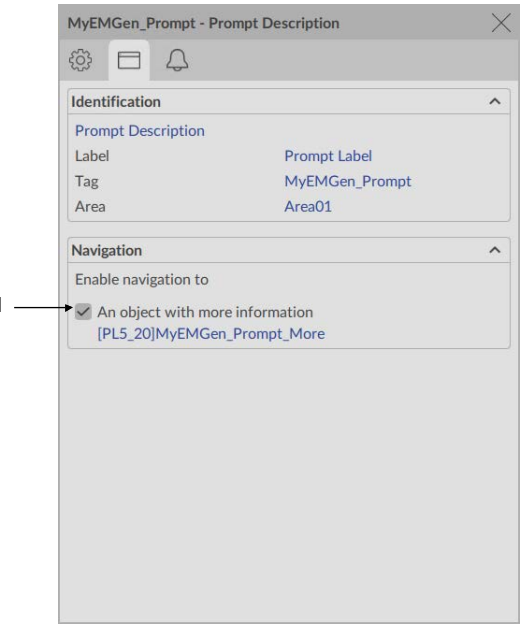 MyEMGen_Prompt - Prompt Description
Identification
Prompt Description
Label Prompt Label
Tag MyEMGen_Prompt
Area Area01
Navigation
Enable navigation to
An object with more information
[PL5_20]MyEMGen_Prompt_More